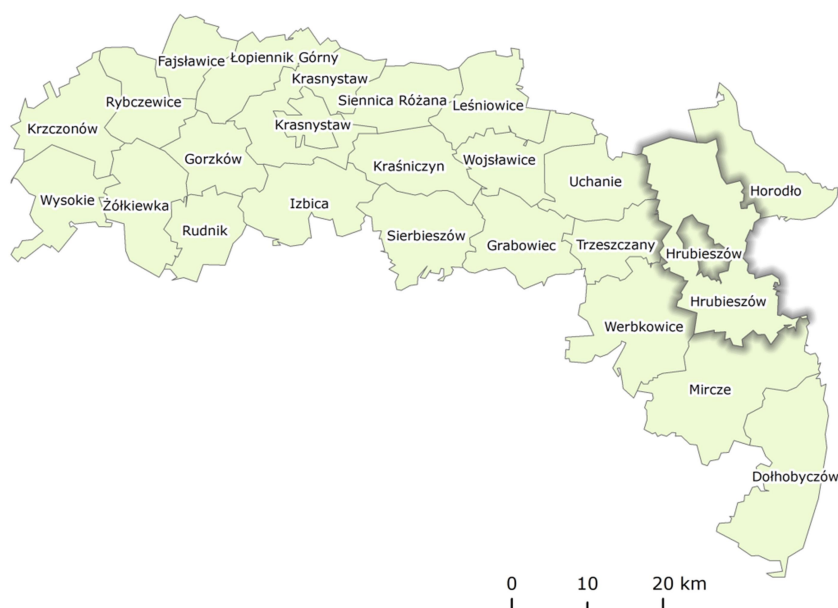 Fajsławice
Łopiennik Górny
Krasnystaw
Rybczewice
Siennica Różana
Leśniowice
Krzczonów
Krasnystaw
Gorzków
Kraśniczyn
Wojsławice
Uchanie
Horodło
Wysokie
Żółkiewka
Izbica
Rudnik
Sierbieszów
Grabowiec
Trzeszczany
Hrubieszów
Hrubieszów
Werbkowice
Mircze
Dołhobyczów
0 10 20 km